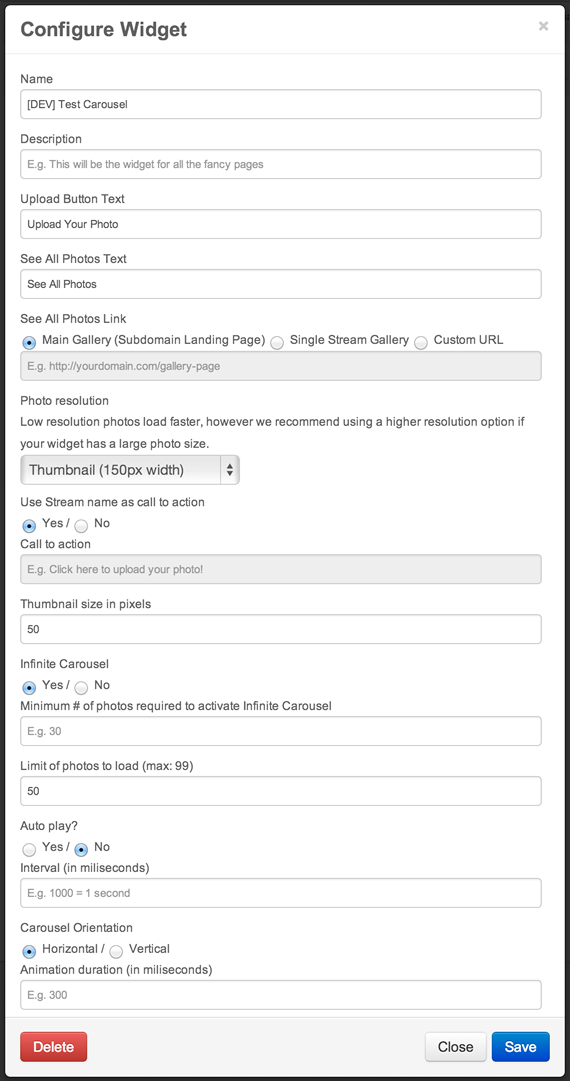 Configure Widget ×
Name
[DEV] Test Carousel
Description
E.g. This will be the widget for all the fancy pages
Upload Button Text
Upload Your Photo
See All Photos Text
See All Photos
See All Photos Link
Main Gallery (Subdomain Landing Page) Single Stream Gallery Custom URL
E.g. http://yourdomain.com/gallery-page
Photo resolution
Low resolution photos load faster, however we recommend using a higher resolution option if
your widget has a large photo size.
Thumbnail (150px width)
Use Stream name as call to action
Yes / No
Call to action
E.g. Click here to upload your photo!
Thumbnail size in pixels
50
Infinite Carousel
Yes / No
Minimum # of photos required to activate Infinite Carousel
E.g. 30
Limit of photos to load (max: 99)
50
Auto play?
Yes / No
Interval (in miliseconds)
E.g. 1000 = 1 second
Carousel Orientation
Horizontal / Vertical
Animation duration (in miliseconds)
E.g. 300
Delete Close Save